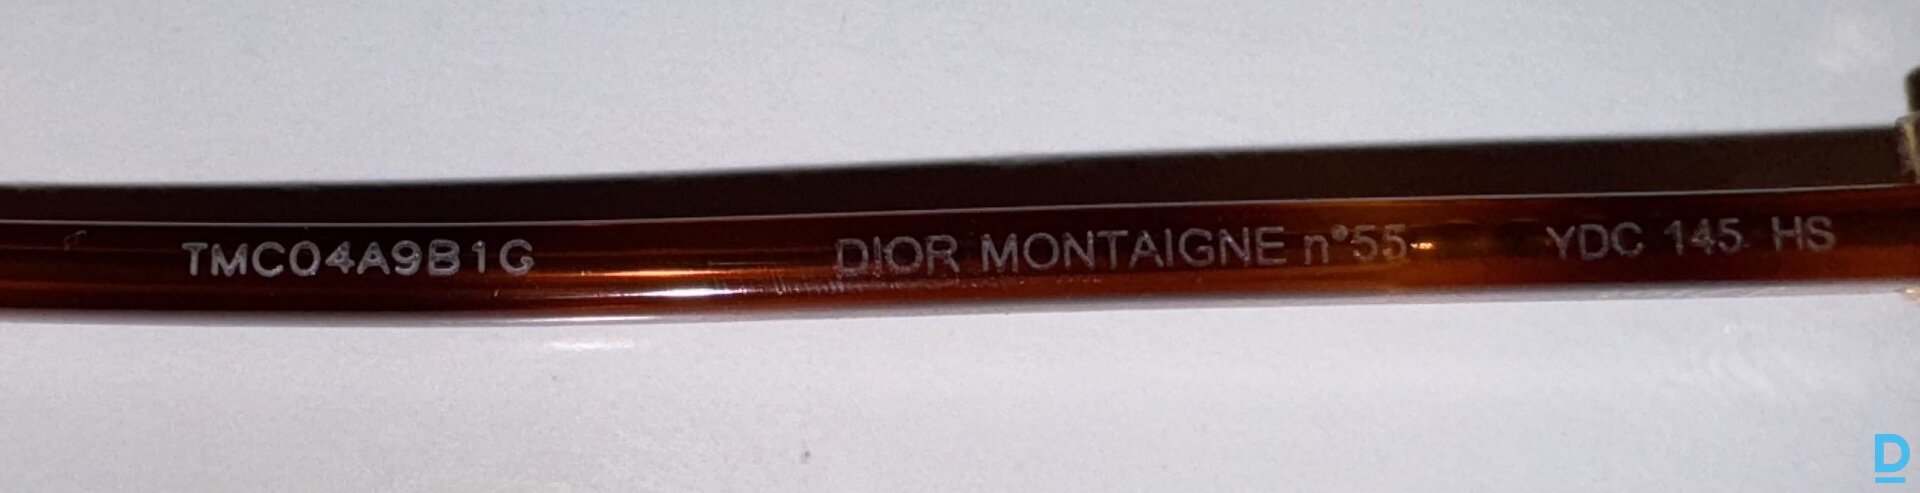 TMC04A9B1G DIOR MONTAIGNE n°55 YDC 145 HS
D